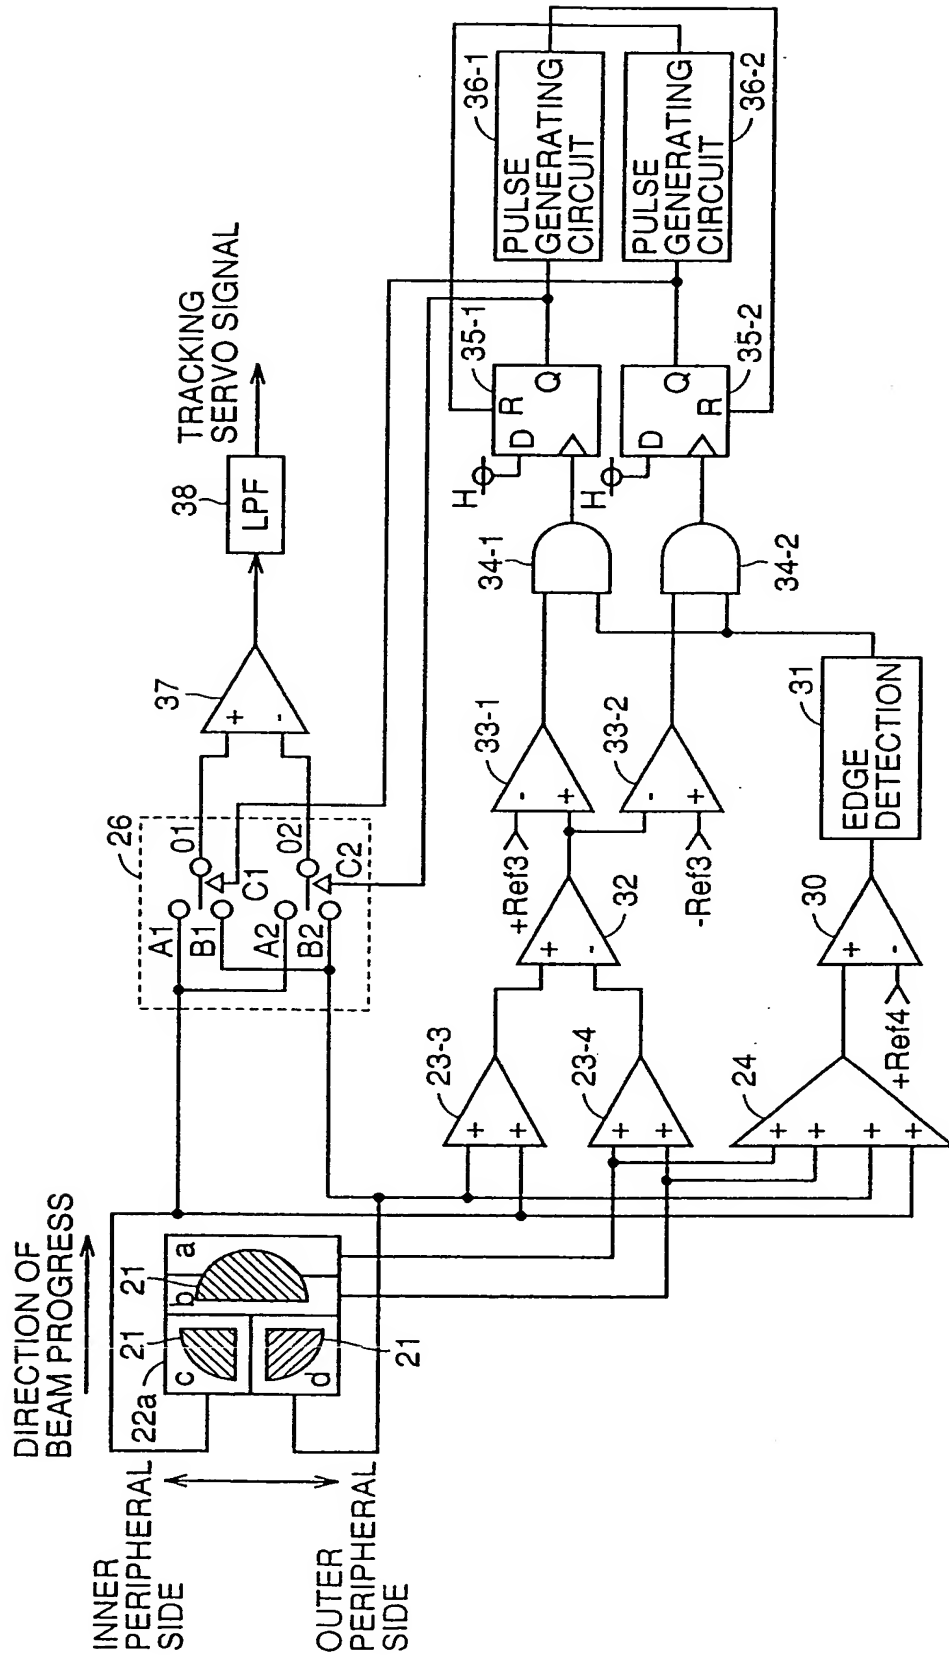 DIRECTION OF
BEAM PROGRESS
INNER
PERIPHERAL
SIDE
OUTER
PERIPHERAL
SIDE
22a
21
21
21
a
b
c
d
26
A1
B1
A2
B2
O1
O2
C1
C2
37
+
-
38
LPF
TRACKING
SERVO SIGNAL
23-3
+
+
23-4
+
+
24
+
+
+
+
32
+
-
+Ref3
33-1
-
+
33-2
-
+
-Ref3
30
+
-
+Ref4
31
EDGE
DETECTION
34-1
34-2
H
D
R
Q
35-1
H
D
R
Q
35-2
36-1
PULSE
GENERATING
CIRCUIT
36-2
PULSE
GENERATING
CIRCUIT